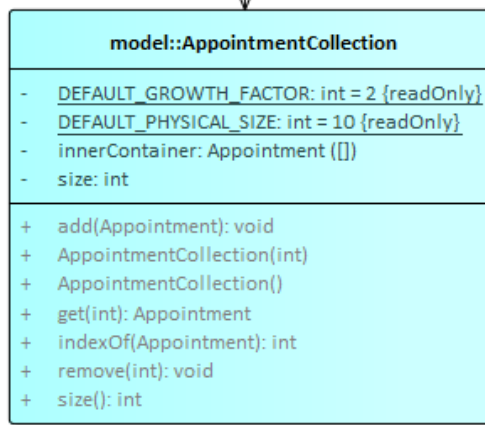 model::AppointmentCollection
- DEFAULT_GROWTH_FACTOR: int = 2 {readOnly}
- DEFAULT_PHYSICAL_SIZE: int = 10 {readOnly}
- innerContainer: Appointment ([])
- size: int
+ add(Appointment): void
+ AppointmentCollection(int)
+ AppointmentCollection()
+ get(int): Appointment
+ indexOf(Appointment): int
+ remove(int): void
+ size(): int